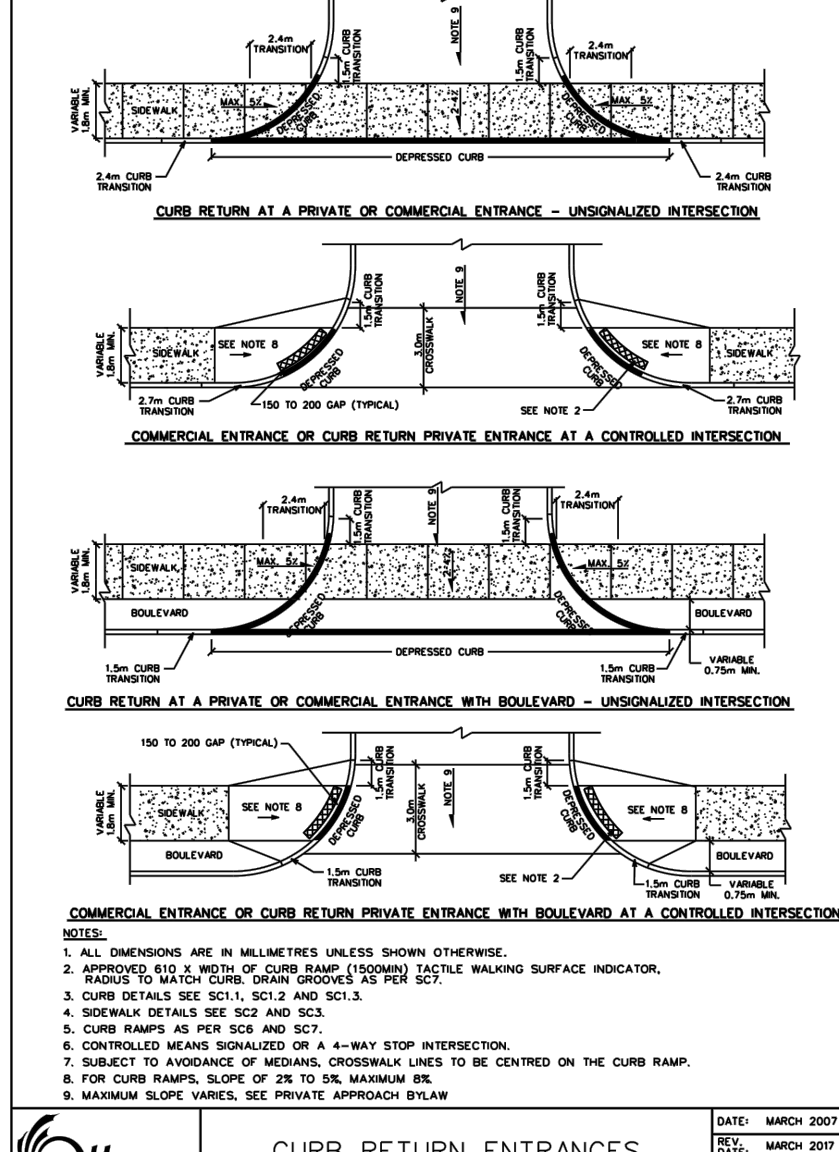 NOTE 9
2.4m
TRANSITION
1.5m CURB
TRANSITION
1.5m CURB
TRANSITION
2.4m
TRANSITION
VARIABLE
1.8m MIN.
SIDEWALK
MAX. 5%
DEPRESSED
CURB
2-4%
DEPRESSED
CURB
MAX. 5%
DEPRESSED CURB
2.4m CURB
TRANSITION
2.4m CURB
TRANSITION
CURB RETURN AT A PRIVATE OR COMMERCIAL ENTRANCE - UNSIGNALIZED INTERSECTION
1.5m CURB
TRANSITION
NOTE 9
1.5m CURB
TRANSITION
VARIABLE
1.8m MIN.
SIDEWALK
SEE NOTE 8
DEPRESSED
CURB
3.0m
CROSSWALK
DEPRESSED
CURB
SEE NOTE 8
SIDEWALK
2.7m CURB
TRANSITION
150 TO 200 GAP (TYPICAL)
SEE NOTE 2
2.7m CURB
TRANSITION
COMMERCIAL ENTRANCE OR CURB RETURN PRIVATE ENTRANCE AT A CONTROLLED INTERSECTION
2.4m
TRANSITION
1.5m CURB
TRANSITION
NOTE 9
1.5m CURB
TRANSITION
2.4m
TRANSITION
VARIABLE
1.8m MIN.
SIDEWALK
MAX. 5%
2-4%
MAX. 5%
BOULEVARD
DEPRESSED
CURB
DEPRESSED
CURB
BOULEVARD
DEPRESSED CURB
1.5m CURB
TRANSITION
1.5m CURB
TRANSITION
VARIABLE
0.75m MIN.
CURB RETURN AT A PRIVATE OR COMMERCIAL ENTRANCE WITH BOULEVARD - UNSIGNALIZED INTERSECTION
150 TO 200 GAP (TYPICAL)
1.5m CURB
TRANSITION
NOTE 9
1.5m CURB
TRANSITION
VARIABLE
1.8m MIN.
SIDEWALK
SEE NOTE 8
DEPRESSED
CURB
3.0m
CROSSWALK
DEPRESSED
CURB
SEE NOTE 8
SIDEWALK
BOULEVARD
BOULEVARD
1.5m CURB
TRANSITION
SEE NOTE 2
1.5m CURB
TRANSITION
VARIABLE
0.75m MIN.
COMMERCIAL ENTRANCE OR CURB RETURN PRIVATE ENTRANCE WITH BOULEVARD AT A CONTROLLED INTERSECTION
NOTES:
1. ALL DIMENSIONS ARE IN MILLIMETRES UNLESS SHOWN OTHERWISE.
2. APPROVED 610 X WIDTH OF CURB RAMP (1500MIN) TACTILE WALKING SURFACE INDICATOR,
RADIUS TO MATCH CURB. DRAIN GROOVES AS PER SC7.
3. CURB DETAILS SEE SC1.1, SC1.2 AND SC1.3.
4. SIDEWALK DETAILS SEE SC2 AND SC3.
5. CURB RAMPS AS PER SC6 AND SC7.
6. CONTROLLED MEANS SIGNALIZED OR A 4-WAY STOP INTERSECTION.
7. SUBJECT TO AVOIDANCE OF MEDIANS, CROSSWALK LINES TO BE CENTRED ON THE CURB RAMP.
8. FOR CURB RAMPS, SLOPE OF 2% TO 5%, MAXIMUM 8%.
9. MAXIMUM SLOPE VARIES, SEE PRIVATE APPROACH BYLAW
CURB RETURN ENTRANCES
DATE: MARCH 2007
REV.
DATE: MARCH 2017